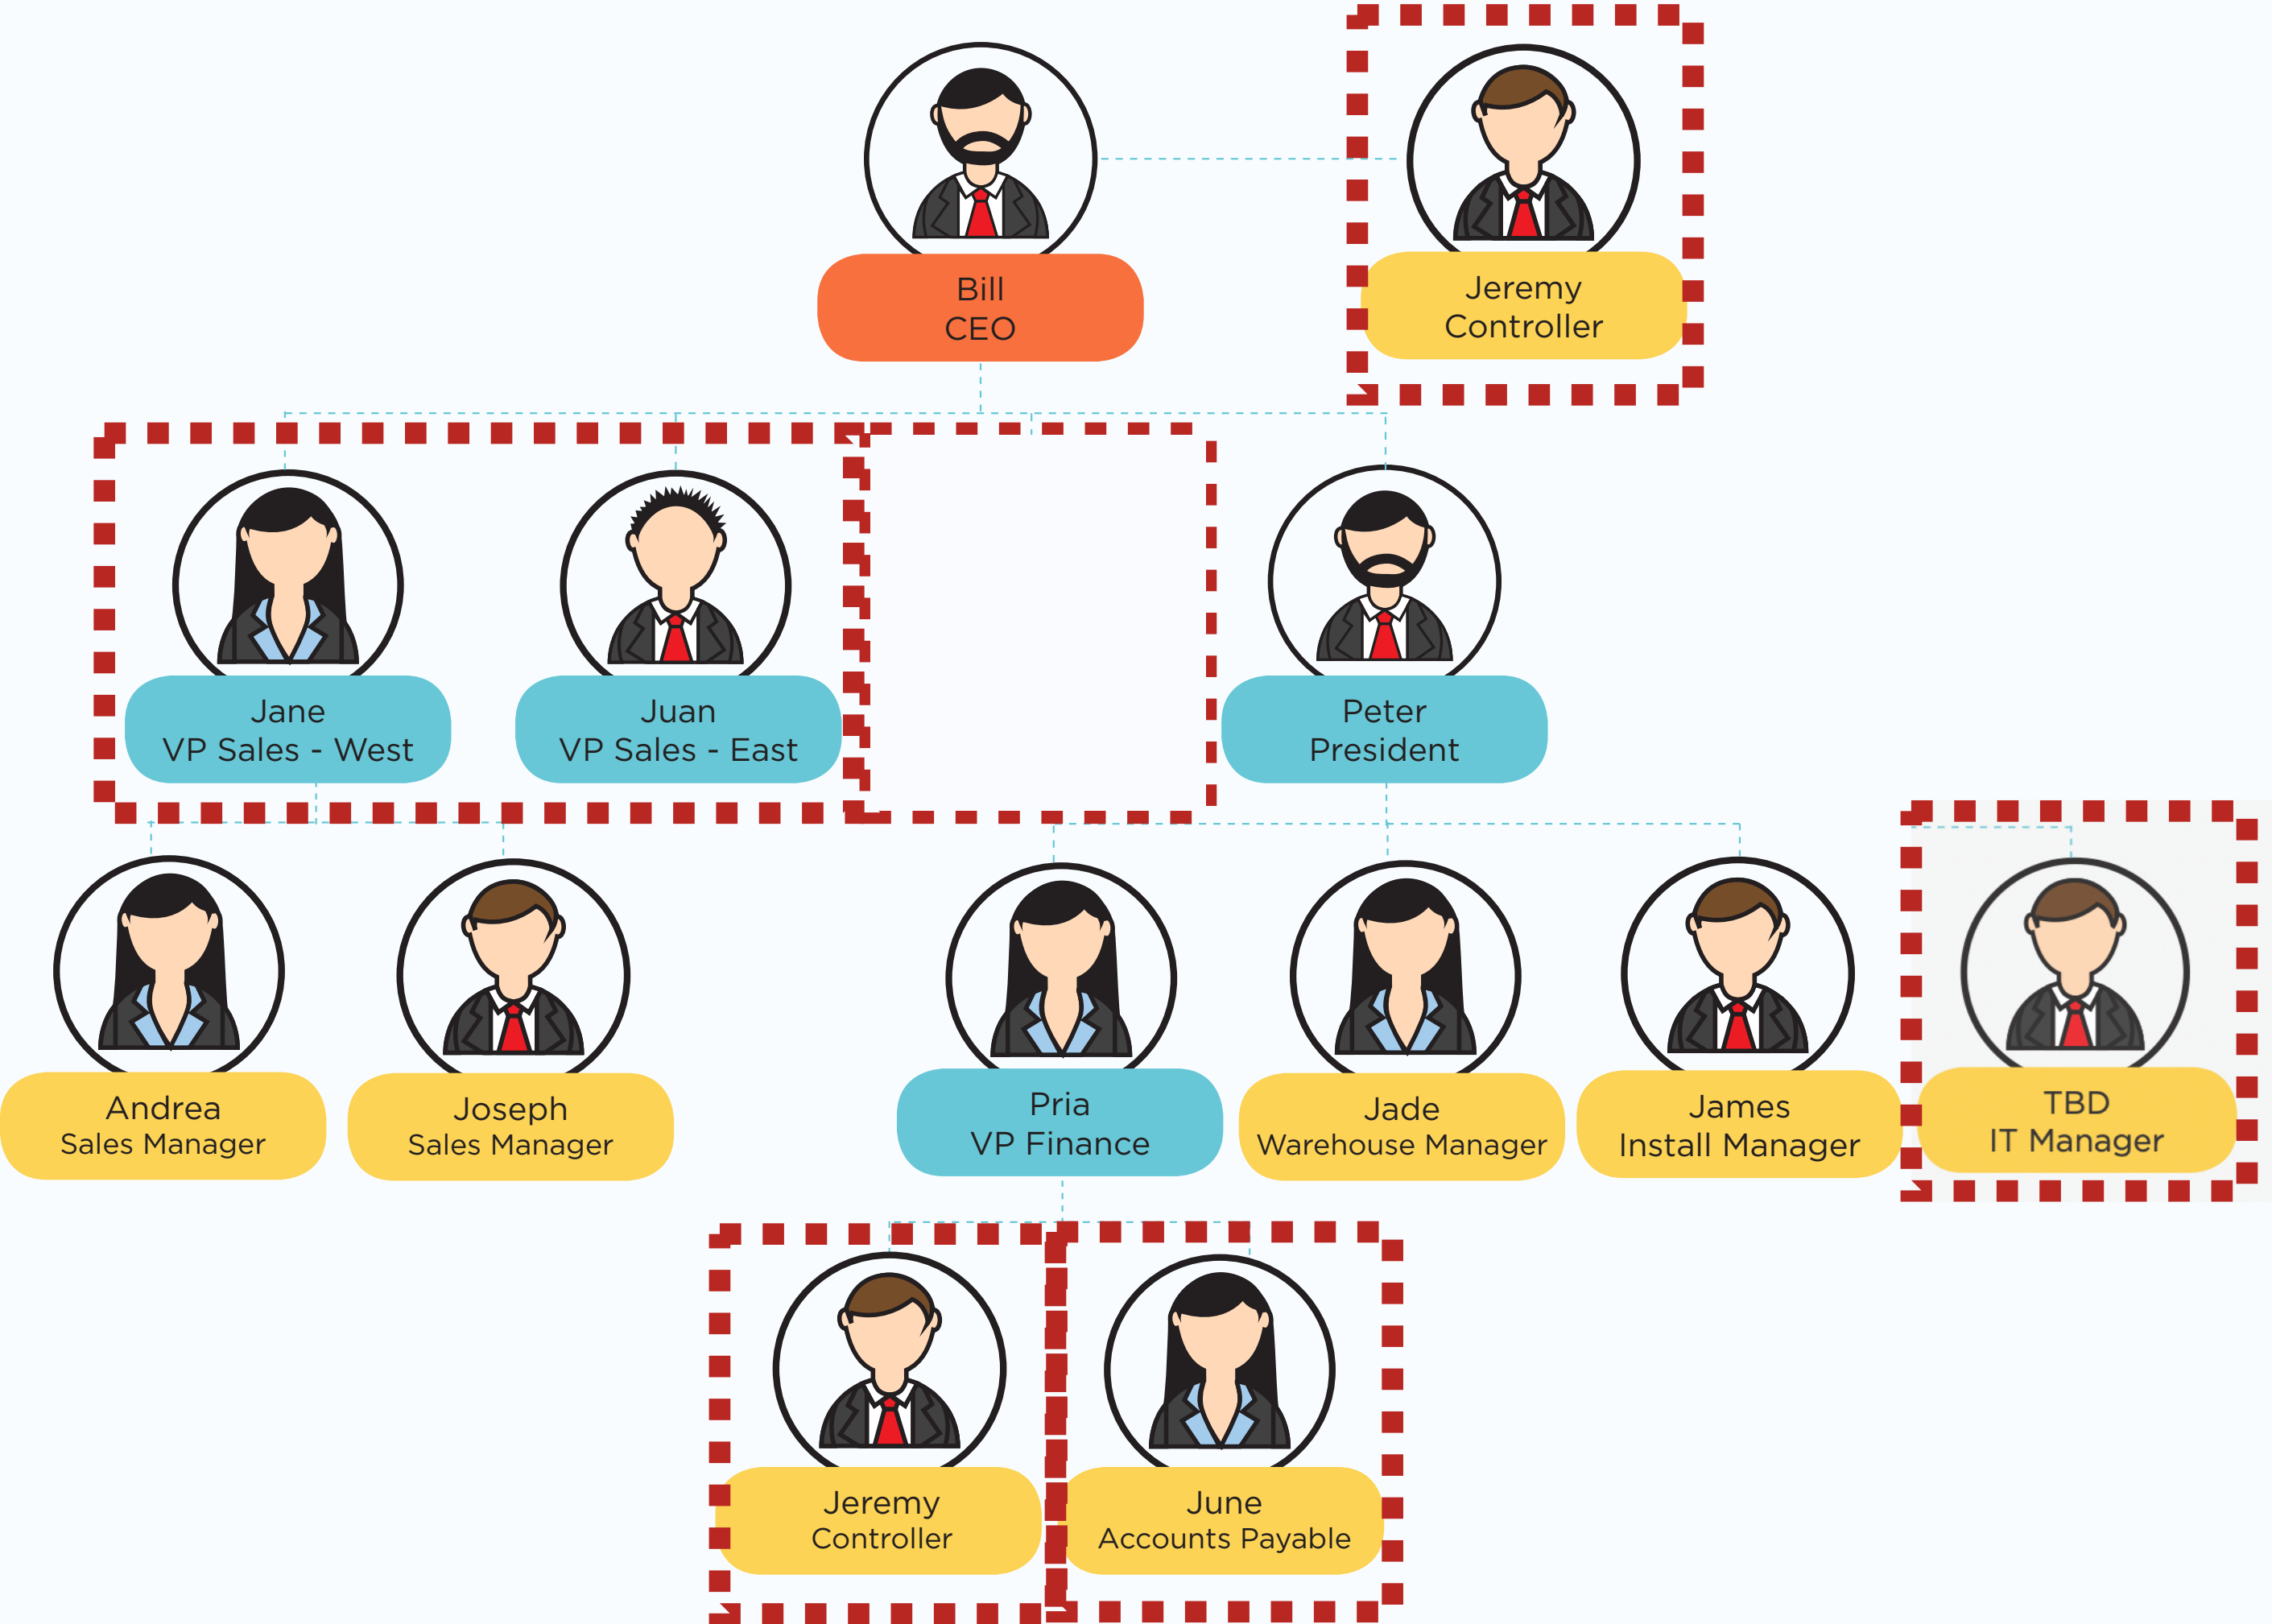 Bill
CEO
Jeremy
Controller
Jane
VP Sales - West
Juan
VP Sales - East
Peter
President
Andrea
Sales Manager
Joseph
Sales Manager
Pria
VP Finance
Jade
Warehouse Manager
James
Install Manager
TBD
IT Manager
Jeremy
Controller
June
Accounts Payable